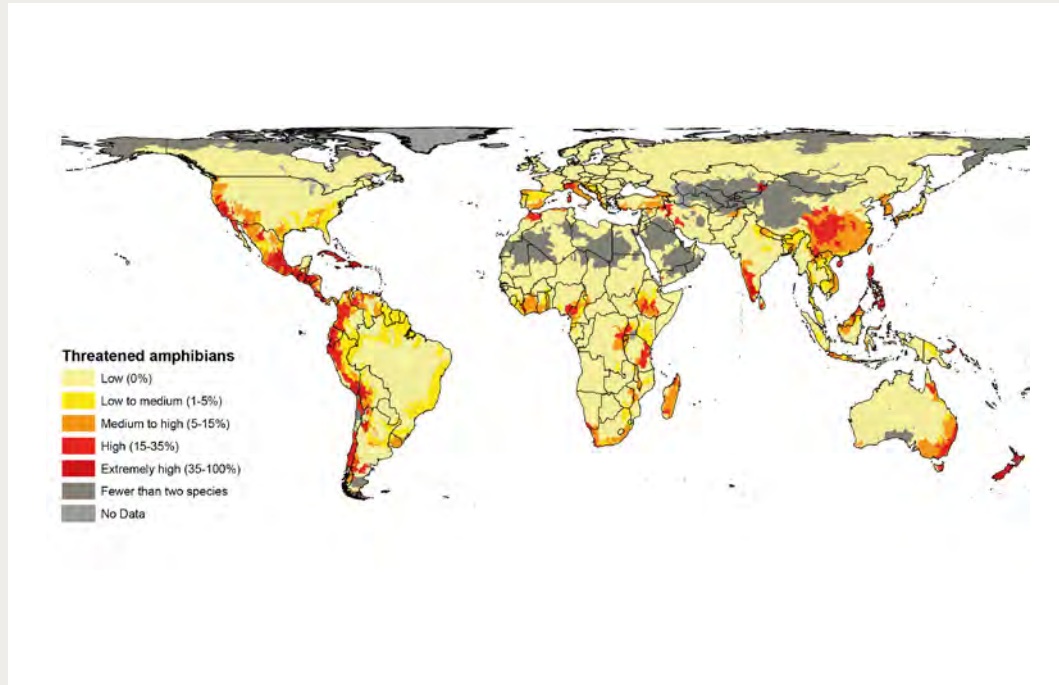 Threatened amphibians
Low (0%)
Low to medium (1-5%)
Medium to high (5-15%)
High (15-35%)
Extremely high (35-100%)
Fewer than two species
No Data